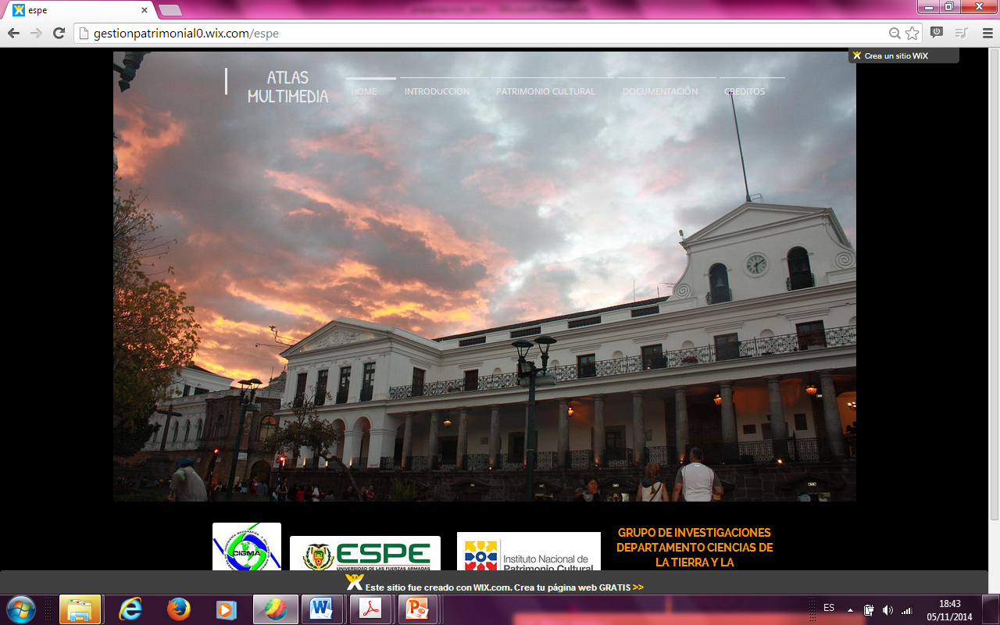 espe
gestionpatrimonial0.wix.com/espe
Crea un sitio WiX
ATLAS
MULTIMEDIA
HOME
INTRODUCCION
PATRIMONIO CULTURAL
DOCUMENTACIÓN
CREDITOS
CIGMA
ESPE
UNIVERSIDAD DE LAS FUERZAS ARMADAS
Instituto Nacional de
Patrimonio Cultural
GRUPO DE INVESTIGACIONES
DEPARTAMENTO CIENCIAS DE
LA TIERRA Y LA
Este sitio fue creado con WIX.com. Crea tu página web GRATIS >>
ES
18:43
05/11/2014